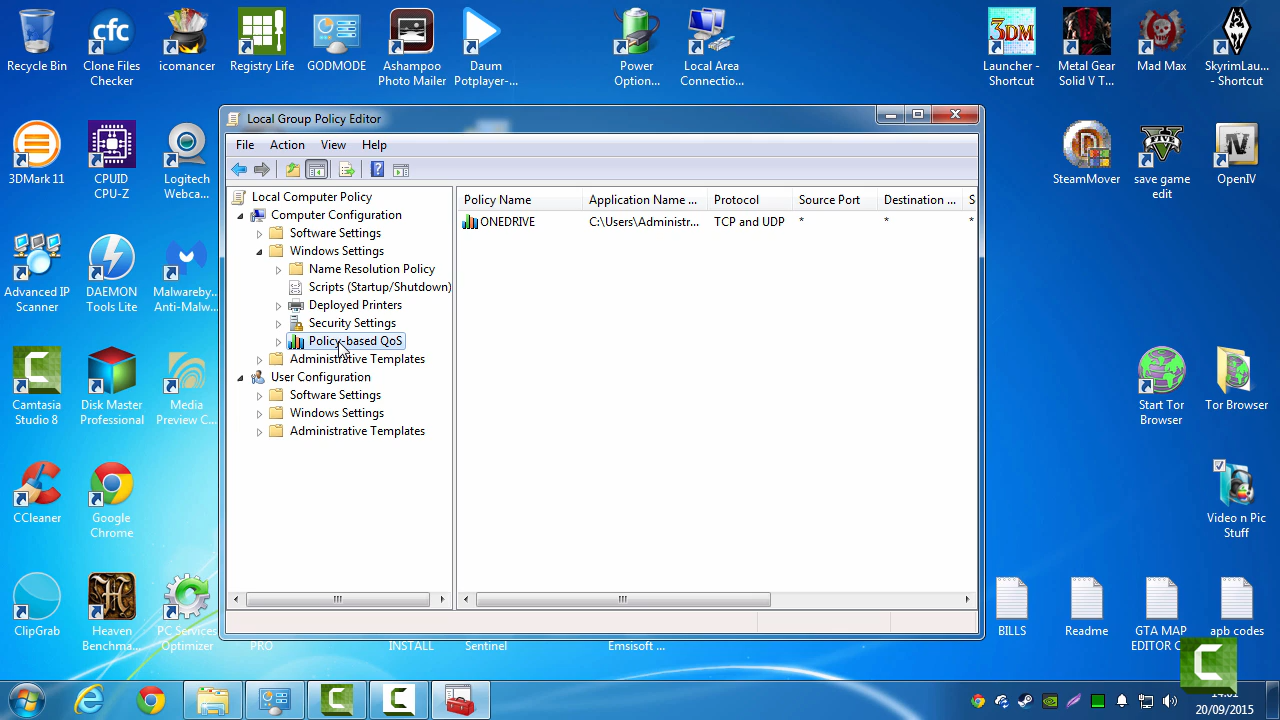 Recycle Bin
Clone Files
Checker
icomancer
Registry Life
GODMODE
Ashampoo
Photo Mailer
Daum
Potplayer-...
Power
Option...
Local Area
Connectio...
Launcher -
Shortcut
Metal Gear
Solid V T...
Mad Max
SkyrimLau...
- Shortcut
cfc
3DM
3DMark 11
CPUID
CPU-Z
Logitech
Webca...
SteamMover
save game
edit
OpenIV
Advanced IP
Scanner
DAEMON
Tools Lite
Malwareby...
Anti-Malw...
Camtasia
Studio 8
Disk Master
Professional
Media
Preview C...
Start Tor
Browser
Tor Browser
CCleaner
Google
Chrome
Video n Pic
Stuff
ClipGrab
Heaven
Benchma...
PC Services
Optimizer
PRO
INSTALL
Sentinel
Emsisoft ...
BILLS
Readme
GTA MAP
EDITOR C
apb codes
Local Group Policy Editor
File Action View Help
Local Computer Policy
Computer Configuration
Software Settings
Windows Settings
Name Resolution Policy
Scripts (Startup/Shutdown)
Deployed Printers
Security Settings
Policy-based QoS
Administrative Templates
User Configuration
Software Settings
Windows Settings
Administrative Templates
Policy Name Application Name ... Protocol Source Port Destination ... S
ONEDRIVE C:\Users\Administr... TCP and UDP * * *
20/09/2015